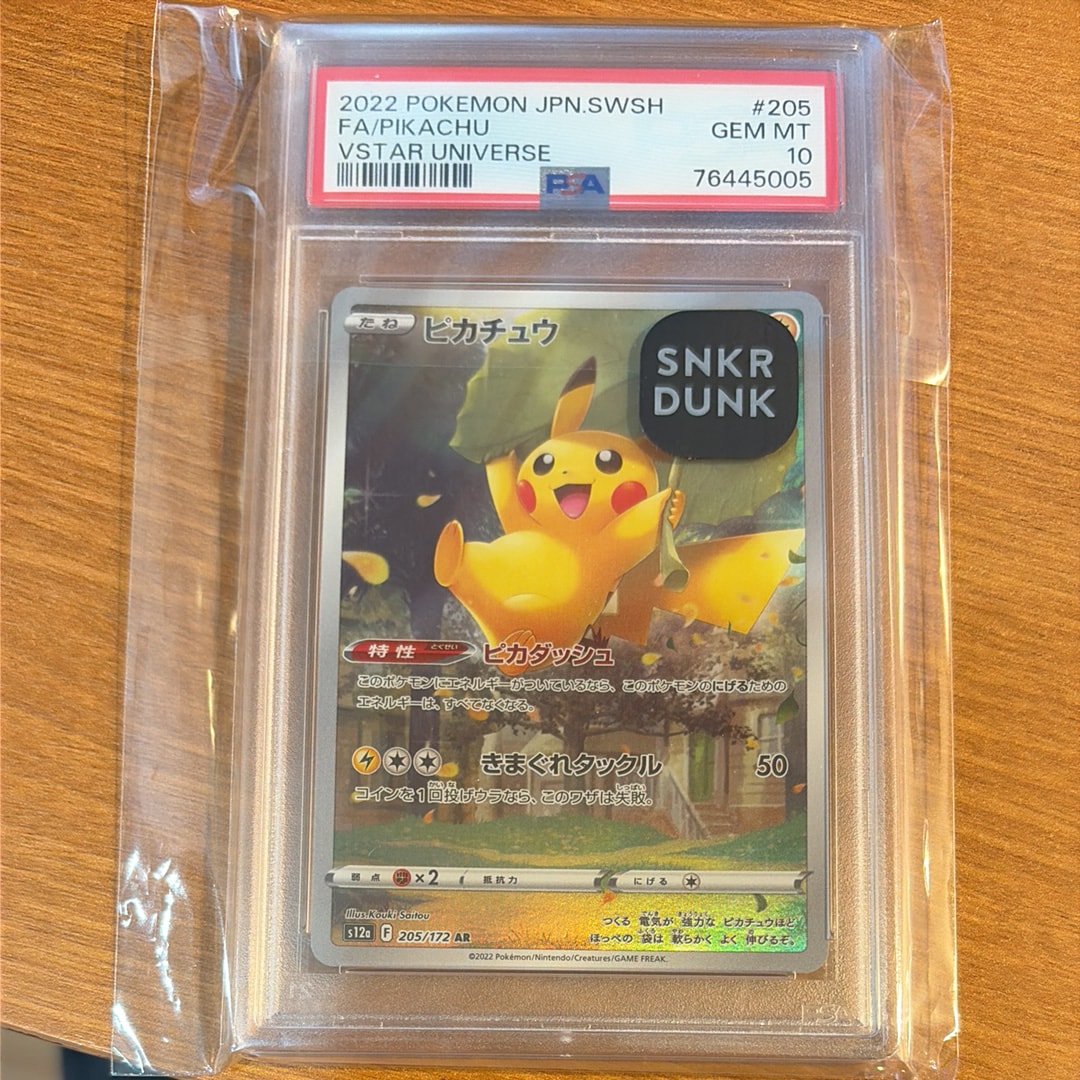 2022 POKEMON JPN.SWSH #205
FA/PIKACHU GEM MT
VSTAR UNIVERSE 10
PSA 76445005
たね ピカチュウ
SNKR
DUNK
特性 とくせい ピカダッシュ
このポケモンにエネルギーがついているなら、このポケモンのにげるための
エネルギーは、すべてなくなる。
きまぐれタックル 50
コインを1回投げウラなら、このワザは失敗。
弱点 ×2 抵抗力 にげる
Illus. Kouki Saitou
s12a F 205/172 AR
つくる 電気が 強力な ピカチュウほど
ほっぺの 袋は 軟らかく よく 伸びるぞ。
©2022 Pokémon/Nintendo/Creatures/GAME FREAK.